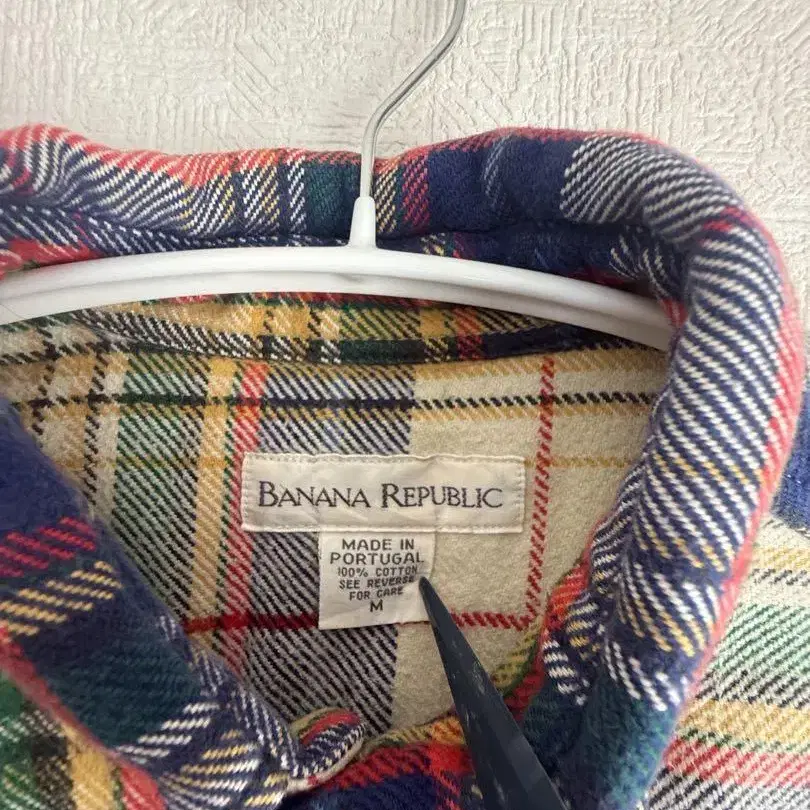 BANANA REPUBLIC
MADE IN
PORTUGAL
100% COTTON
SEE REVERSE
FOR CARE
M